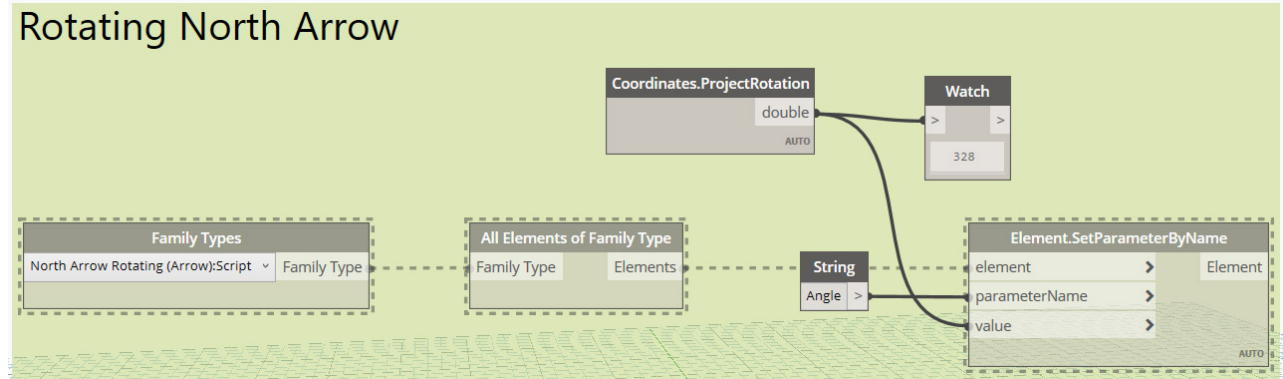 Rotating North Arrow
Coordinates.ProjectRotation
double
AUTO
Watch
>
>
328
Family Types
North Arrow Rotating (Arrow):Script
Family Type
All Elements of Family Type
Family Type
Elements
String
Angle
>
Element.SetParameterByName
element
Element
parameterName
value
AUTO